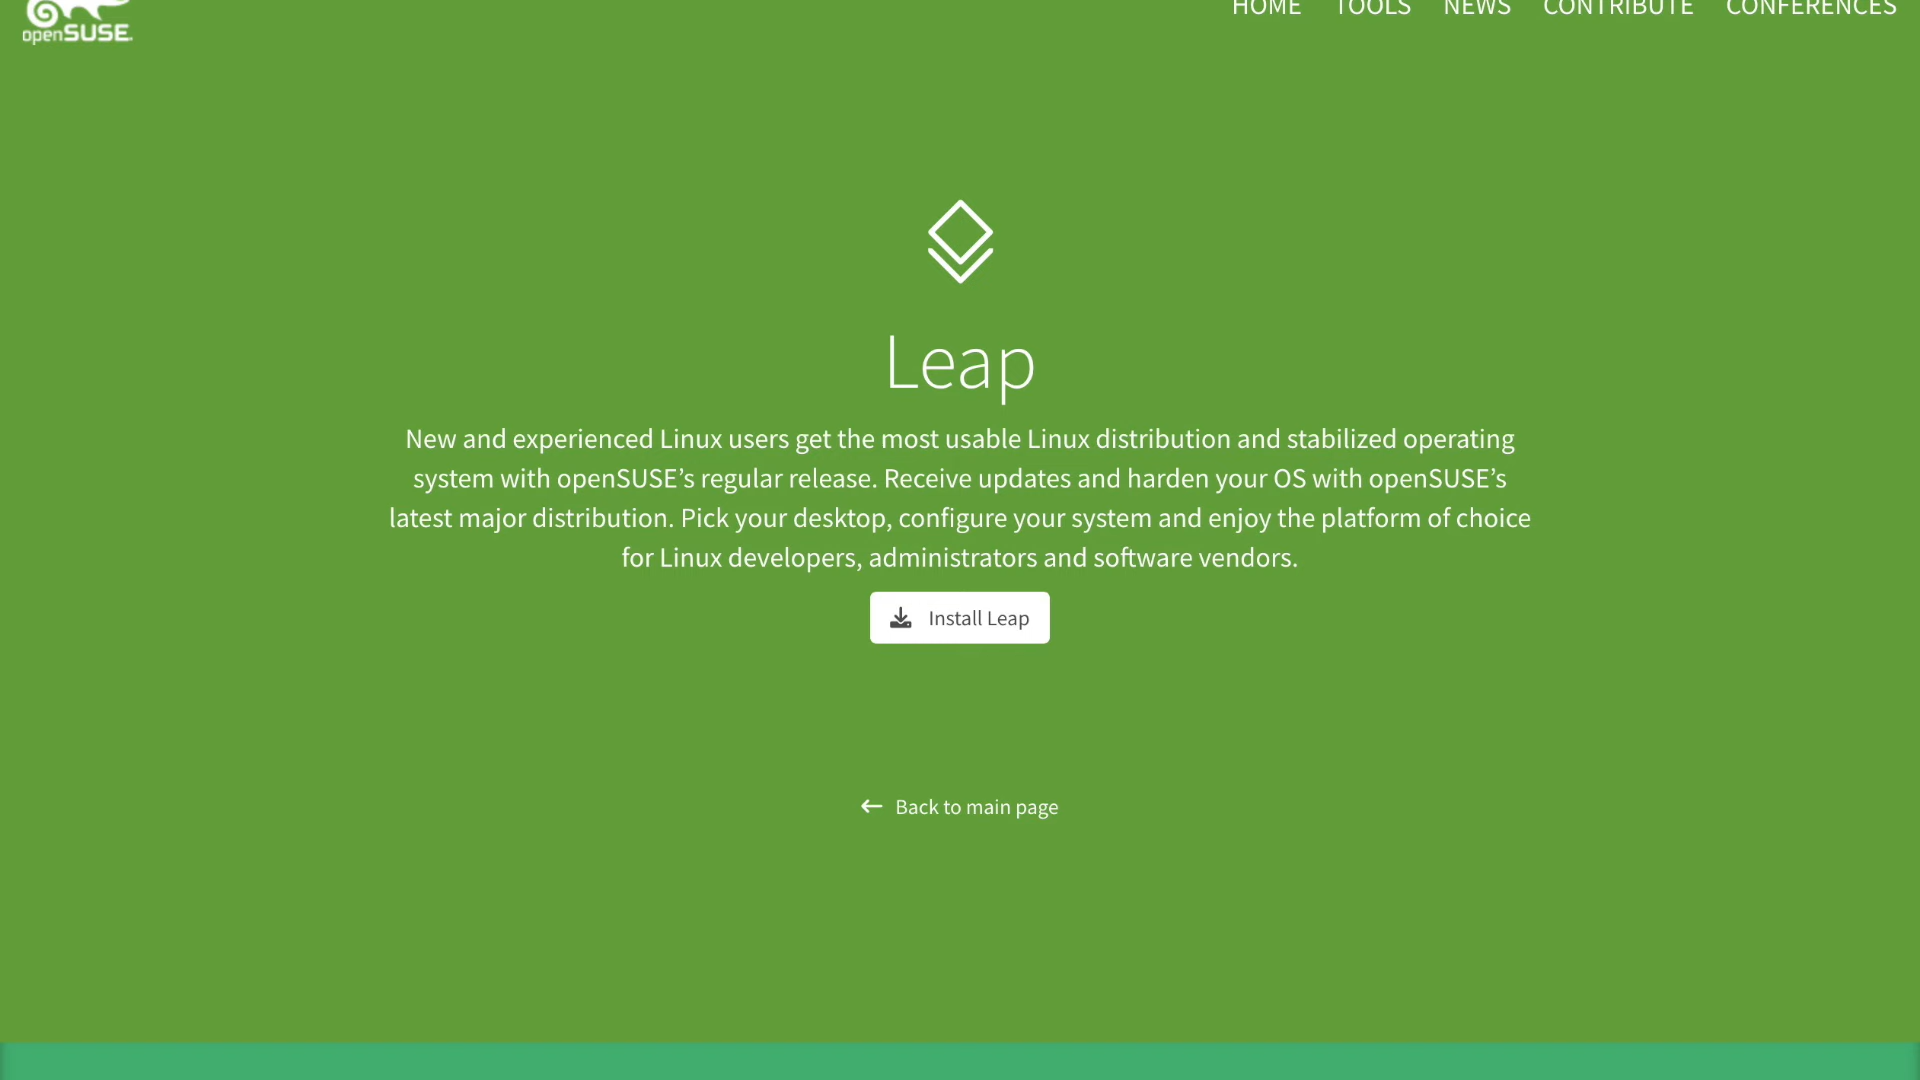 openSUSE.
HOME TOOLS NEWS CONTRIBUTE CONFERENCES
Leap
New and experienced Linux users get the most usable Linux distribution and stabilized operating
system with openSUSE’s regular release. Receive updates and harden your OS with openSUSE’s
latest major distribution. Pick your desktop, configure your system and enjoy the platform of choice
for Linux developers, administrators and software vendors.
Install Leap
Back to main page